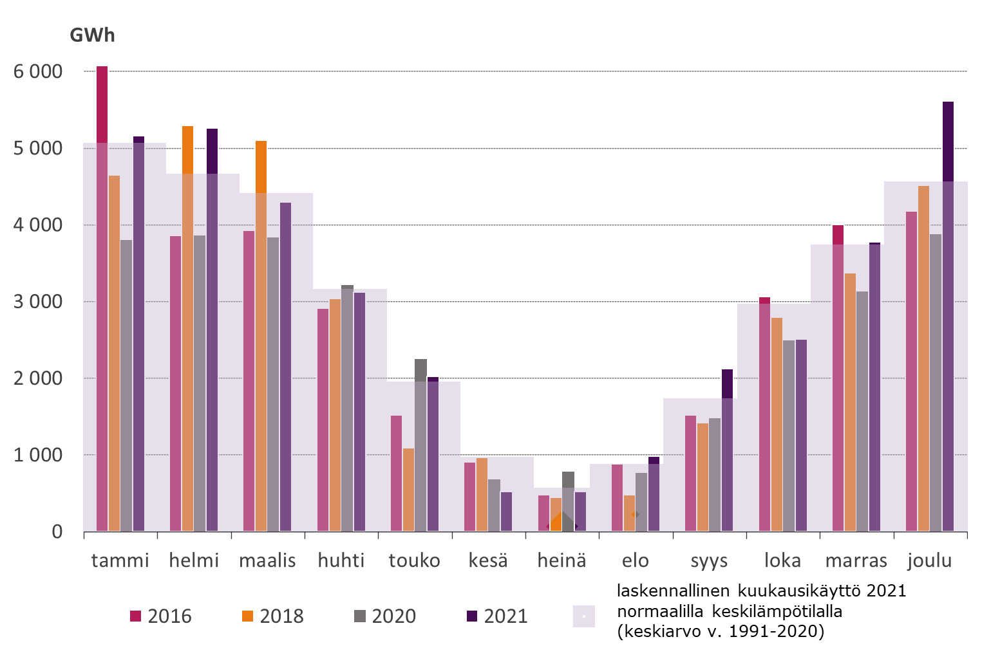 GWh
6 000
5 000
4 000
3 000
2 000
1 000
0
tammi helmi maalis huhti touko kesä heinä elo syys loka marras joulu
2016 2018 2020 2021
laskennallinen kuukausikäyttö 2021
normaalilla keskilämpötilalla
(keskiarvo v. 1991-2020)